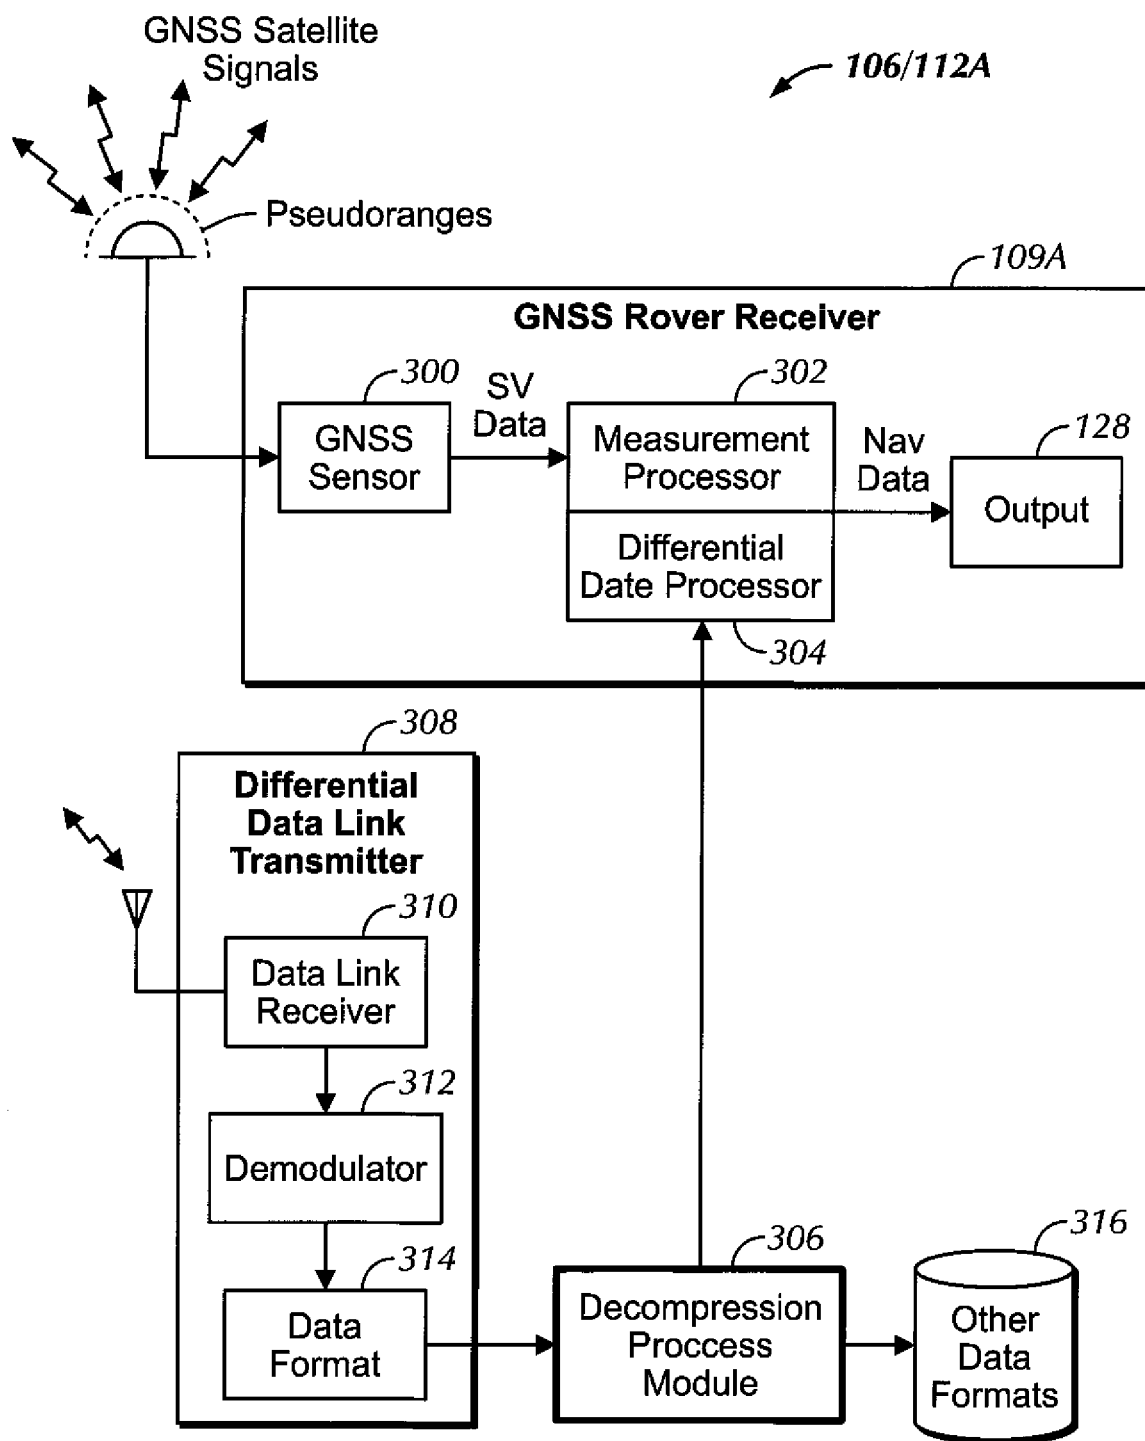 GNSS Satellite
Signals
106/112A
Pseudoranges
109A
GNSS Rover Receiver
300
SV
Data
302
GNSS
Sensor
Measurement
Processor
Nav
Data
128
Output
Differential
Date Processor
304
308
Differential
Data Link
Transmitter
310
Data Link
Receiver
312
Demodulator
314
Data
Format
306
Decompression
Proccess
Module
316
Other
Data
Formats